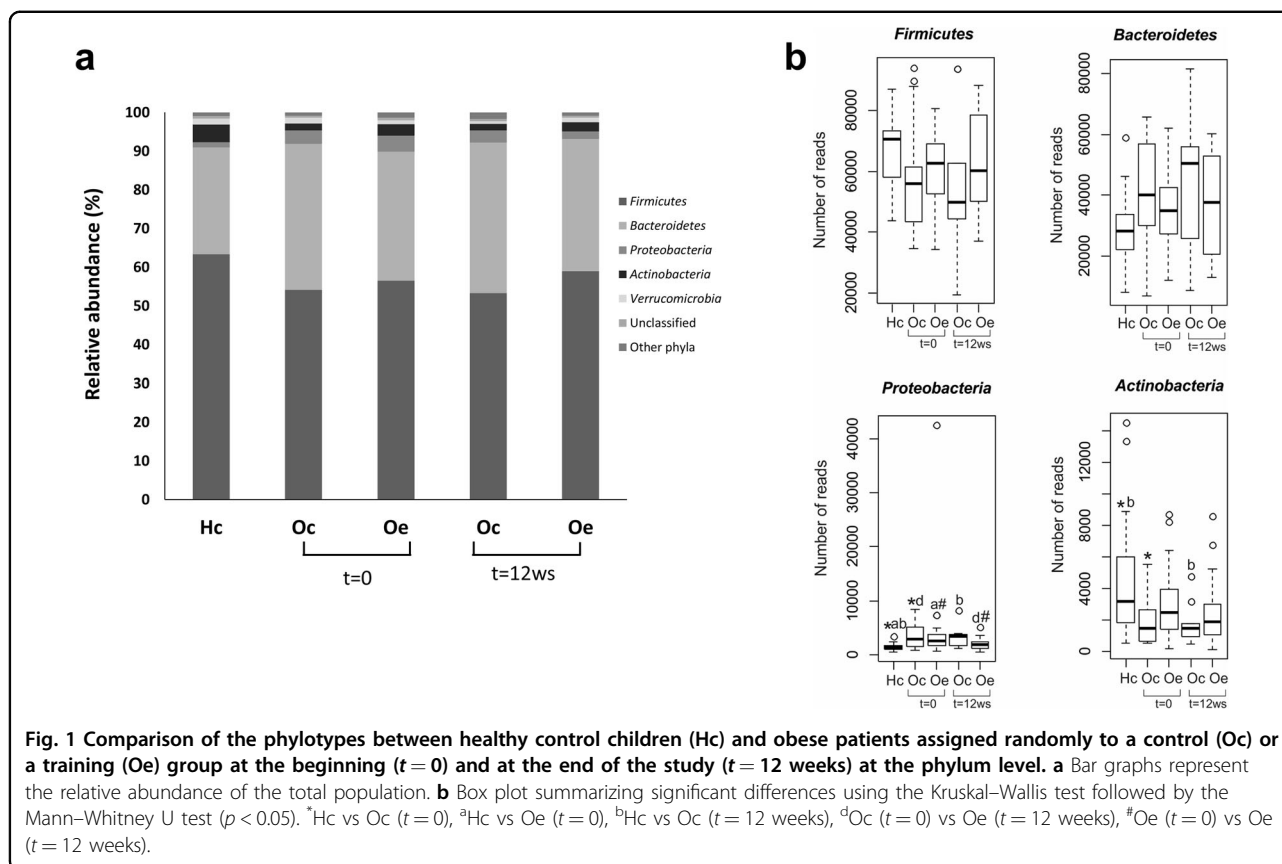 a
100
90
80
70
60
50
40
30
20
10
0
Relative abundance (%)
Hc Oc Oe Oc Oe
t=0 t=12ws
Firmicutes
Bacteroidetes
Proteobacteria
Actinobacteria
Verrucomicrobia
Unclassified
Other phyla
b
Firmicutes
Number of reads
80000
60000
40000
20000
Hc Oc Oe Oc Oe
t=0 t=12ws
Bacteroidetes
Number of reads
80000
60000
40000
20000
Hc Oc Oe Oc Oe
t=0 t=12ws
Proteobacteria
Number of reads
40000
30000
20000
10000
0
*ab *d a# b d#
Hc Oc Oe Oc Oe
t=0 t=12ws
Actinobacteria
Number of reads
12000
8000
4000
2000
0
*b * b
Hc Oc Oe Oc Oe
t=0 t=12ws
Fig. 1 Comparison of the phylotypes between healthy control children (Hc) and obese patients assigned randomly to a control (Oc) or
a training (Oe) group at the beginning (t = 0) and at the end of the study (t = 12 weeks) at the phylum level. a Bar graphs represent
the relative abundance of the total population. b Box plot summarizing significant differences using the Kruskal–Wallis test followed by the
Mann–Whitney U test (p < 0.05). *Hc vs Oc (t = 0), aHc vs Oe (t = 0), bHc vs Oc (t = 12 weeks), dOc (t = 0) vs Oe (t = 12 weeks), #Oe (t = 0) vs Oe
(t = 12 weeks).